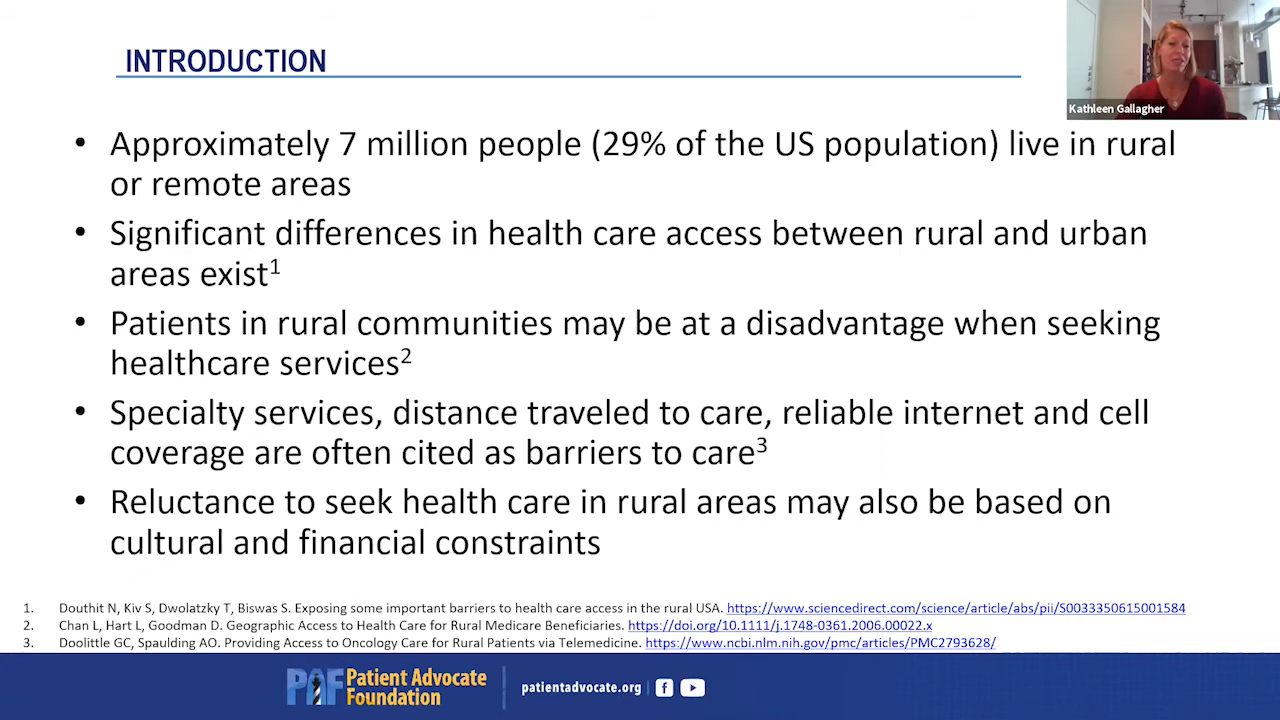 INTRODUCTION
Kathleen Gallagher
• Approximately 7 million people (29% of the US population) live in rural
or remote areas
• Significant differences in health care access between rural and urban
areas exist1
• Patients in rural communities may be at a disadvantage when seeking
healthcare services2
• Specialty services, distance traveled to care, reliable internet and cell
coverage are often cited as barriers to care3
• Reluctance to seek health care in rural areas may also be based on
cultural and financial constraints
1. Douthit N, Kiv S, Dwolatzky T, Biswas S. Exposing some important barriers to health care access in the rural USA. https://www.sciencedirect.com/science/article/abs/pii/S0033350615001584
2. Chan L, Hart L, Goodman D. Geographic Access to Health Care for Rural Medicare Beneficiaries. https://doi.org/10.1111/j.1748-0361.2006.00022.x
3. Doolittle GC, Spaulding AO. Providing Access to Oncology Care for Rural Patients via Telemedicine. https://www.ncbi.nlm.nih.gov/pmc/articles/PMC2793628/
PAF Patient Advocate
Foundation
patientadvocate.org